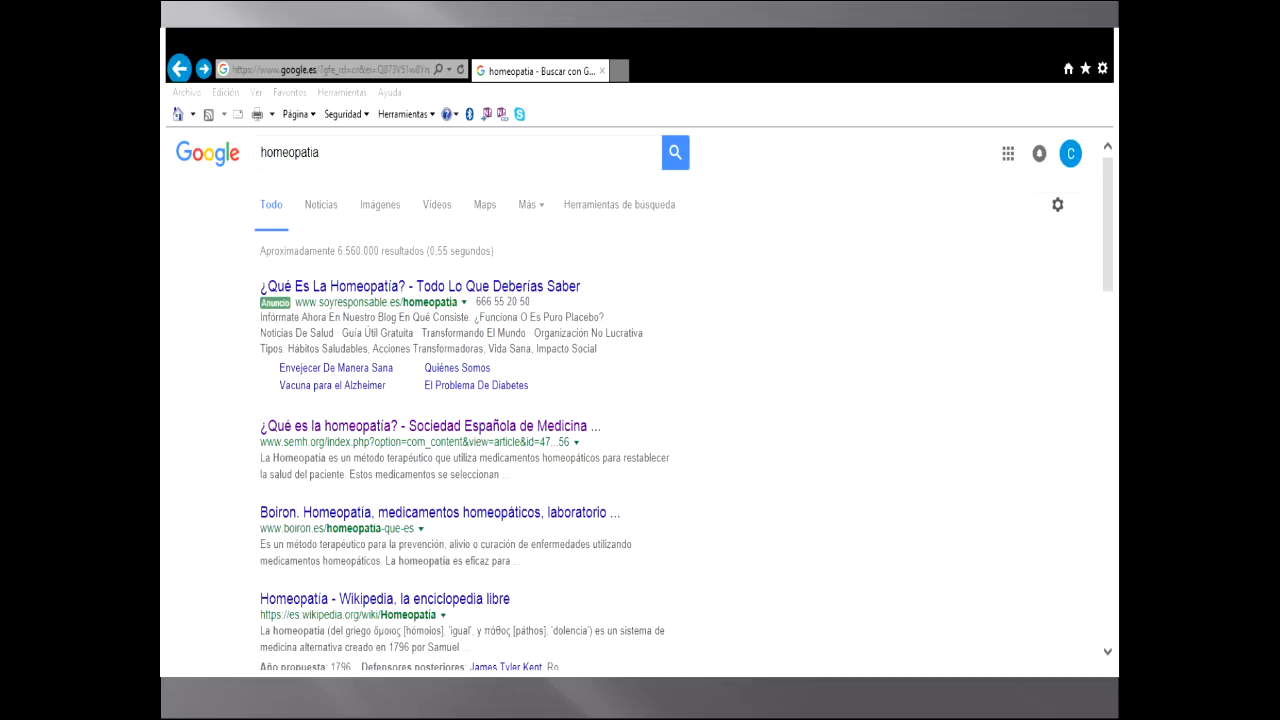 homeopatia - Buscar con G...
Archivo Edición Ver Favoritos Herramientas Ayuda
Página Seguridad Herramientas
Google homeopatia C
Todo Noticias Imágenes Vídeos Maps Más Herramientas de búsqueda
Aproximadamente 6.560.000 resultados (0,55 segundos)
¿Qué Es La Homeopatía? - Todo Lo Que Deberías Saber
Anuncio www.soyresponsable.es/homeopatia 666 55 20 50
Infórmate Ahora En Nuestro Blog En Qué Consiste. ¿Funciona O Es Puro Placebo?
Noticias De Salud · Guía Útil Gratuita · Transformando El Mundo · Organización No Lucrativa
Tipos: Hábitos Saludables, Acciones Transformadoras, Vida Sana, Impacto Social
Envejecer De Manera Sana Quiénes Somos
Vacuna para el Alzheimer El Problema De Diabetes
¿Qué es la homeopatía? - Sociedad Española de Medicina ...
www.semh.org/index.php?option=com_content&view=article&id=47...56
La Homeopatía es un método terapéutico que utiliza medicamentos homeopáticos para restablecer
la salud del paciente. Estos medicamentos se seleccionan ...
Boiron. Homeopatía, medicamentos homeopáticos, laboratorio ...
www.boiron.es/homeopatia-que-es
Es un método terapéutico para la prevención, alivio o curación de enfermedades utilizando
medicamentos homeopáticos. La homeopatía es eficaz para ...
Homeopatía - Wikipedia, la enciclopedia libre
https://es.wikipedia.org/wiki/Homeopatía
La homeopatía (del griego ὅμοιος [hómoios], 'igual', y πάθος [páthos], 'dolencia') es un sistema de
medicina alternativa creado en 1796 por Samuel ...
Año propuesta: 1796 Defensores posteriores: James Tyler Kent, Ro